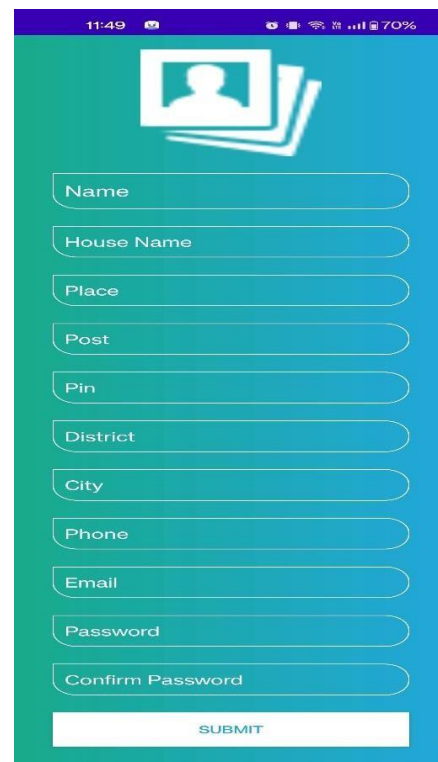 11:49 70%
Name
House Name
Place
Post
Pin
District
City
Phone
Email
Password
Confirm Password
SUBMIT